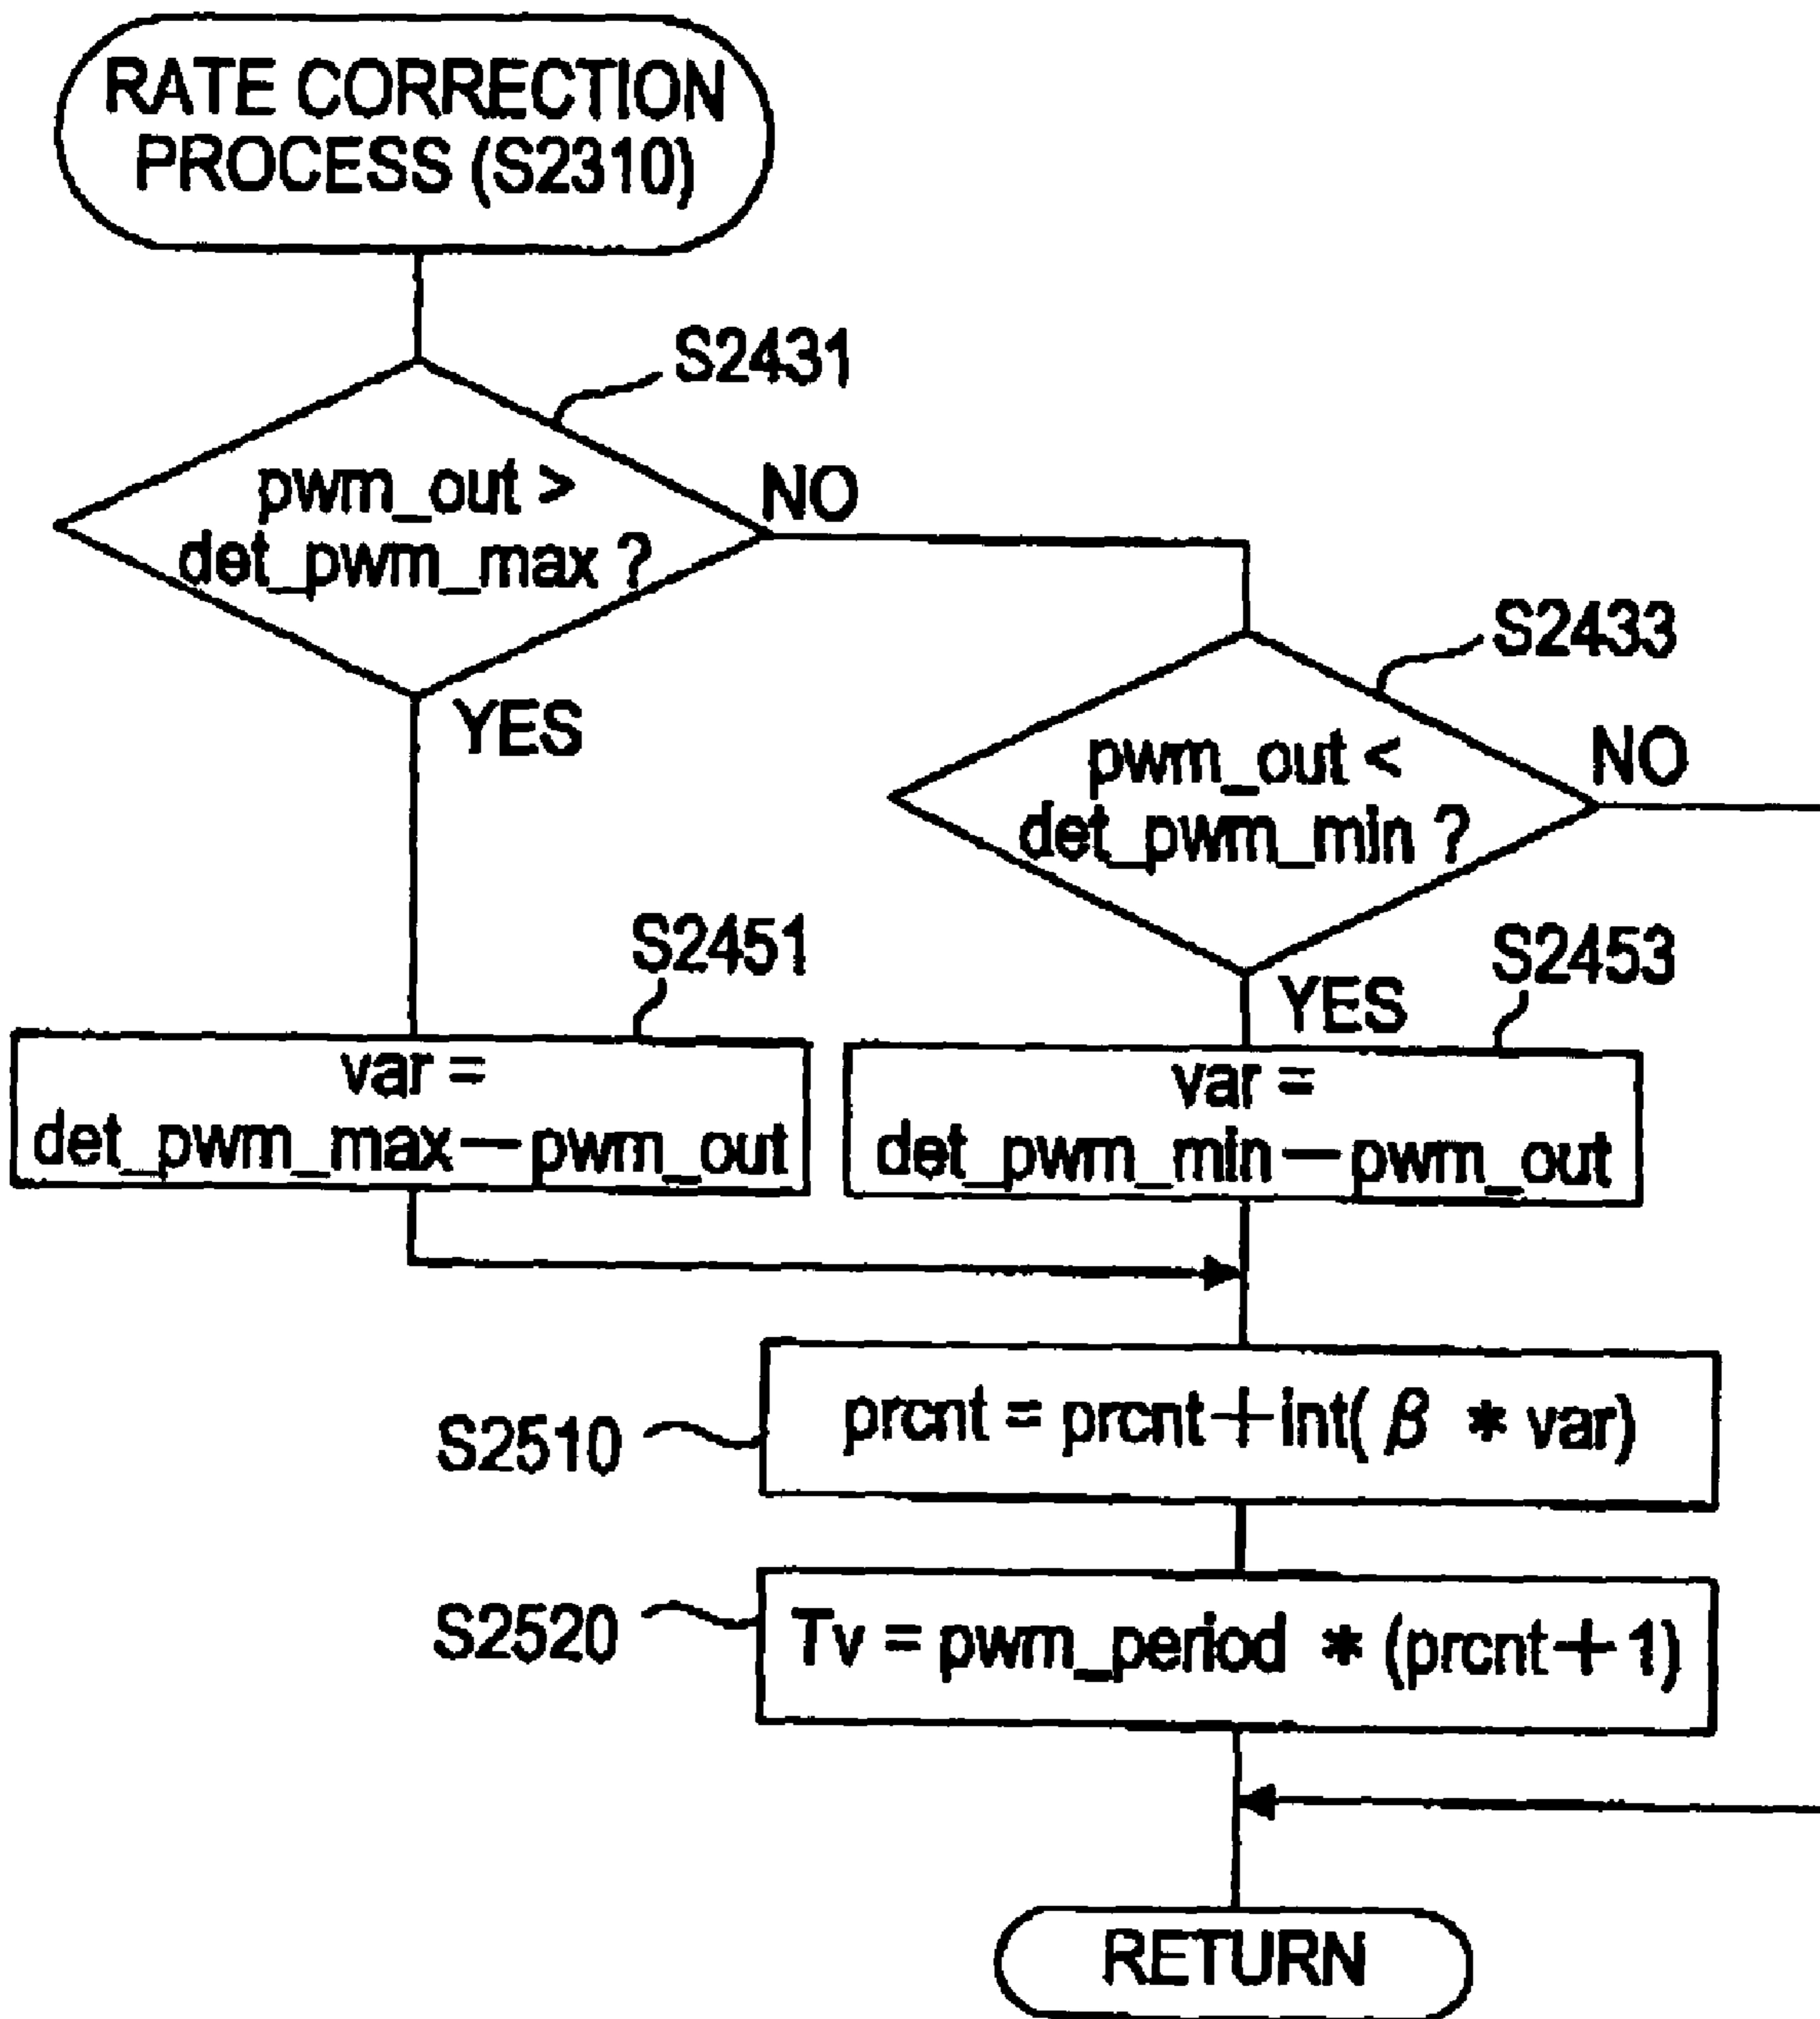 RATE CORRECTION
PROCESS (S2310)
S2431
pwm_out >
det_pwm_max ?
NO
YES
S2433
pwm_out <
det_pwm_min ?
NO
YES
S2451
var =
det_pwm_max—pwm_out
S2453
var =
det_pwm_min—pwm_out
S2510
prcnt = prcnt+int( β * var)
S2520
Tv = pwm_period * (prcnt+1)
RETURN